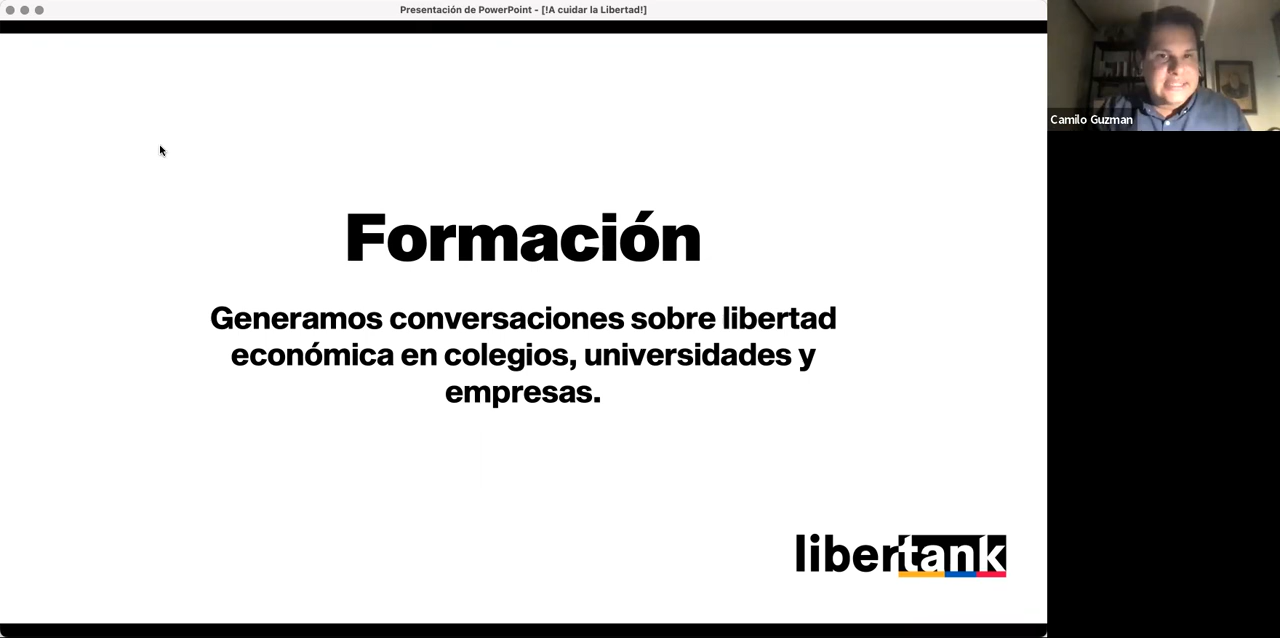 Presentación de PowerPoint - [!A cuidar la Libertad!]
Camilo Guzman
Formación
Generamos conversaciones sobre libertad
económica en colegios, universidades y
empresas.
libertank